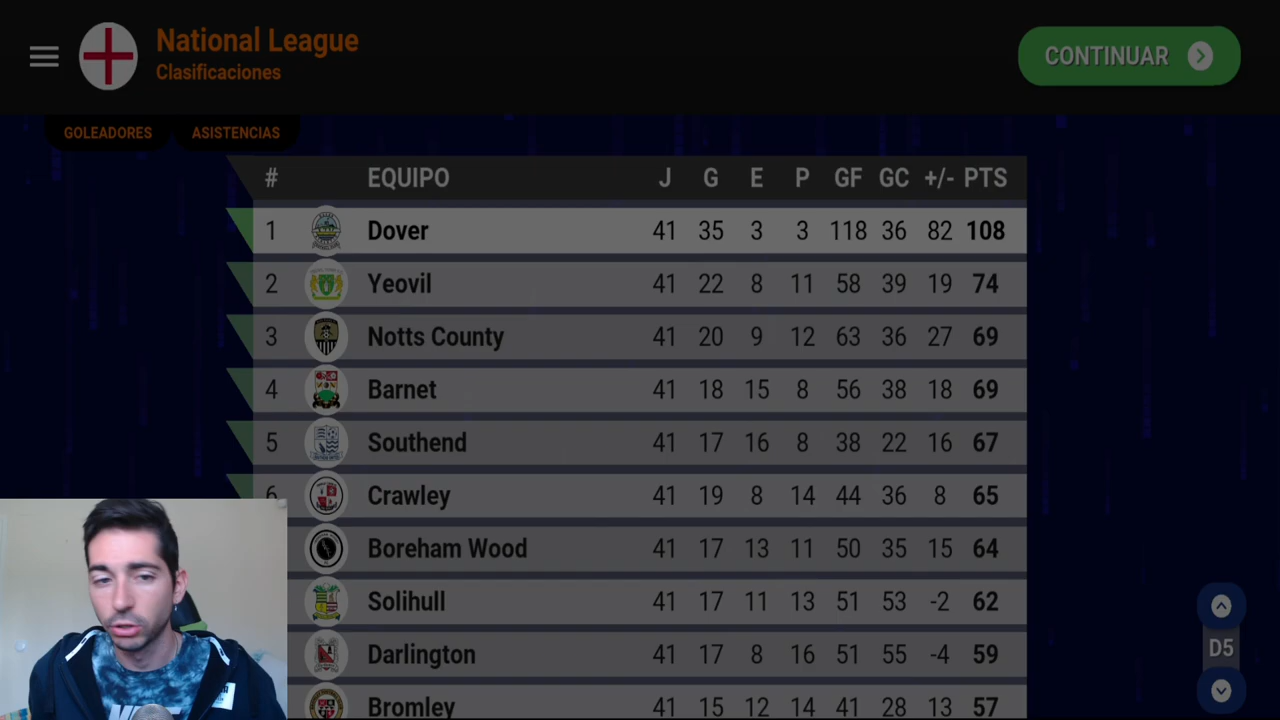 National League
Clasificaciones
CONTINUAR
GOLEADORES ASISTENCIAS
# EQUIPO J G E P GF GC +/- PTS
1 Dover 41 35 3 3 118 36 82 108
2 Yeovil 41 22 8 11 58 39 19 74
3 Notts County 41 20 9 12 63 36 27 69
4 Barnet 41 18 15 8 56 38 18 69
5 Southend 41 17 16 8 38 22 16 67
6 Crawley 41 19 8 14 44 36 8 65
Boreham Wood 41 17 13 11 50 35 15 64
Solihull 41 17 11 13 51 53 -2 62
Darlington 41 17 8 16 51 55 -4 59
Bromley 41 15 12 14 41 28 13 57
D5